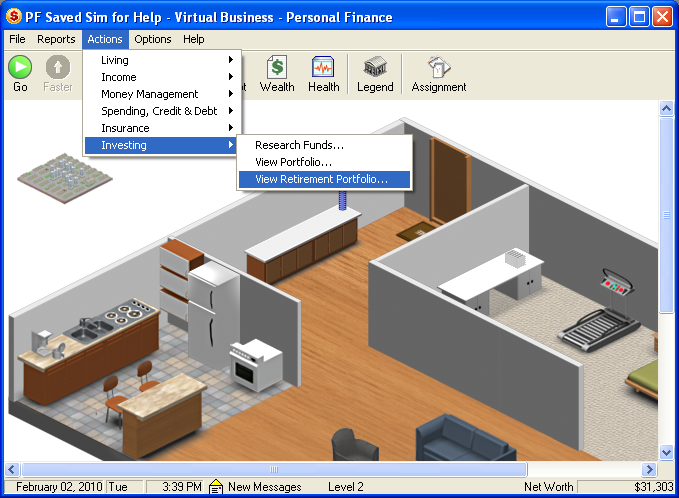 PF Saved Sim for Help - Virtual Business - Personal Finance
File Reports Actions Options Help
Go Faster Wealth Health Legend Assignment
Living
Income
Money Management
Spending, Credit & Debt
Insurance
Investing
Research Funds...
View Portfolio...
View Retirement Portfolio...
February 02, 2010 Tue 3:39 PM New Messages Level 2 Net Worth $31,303